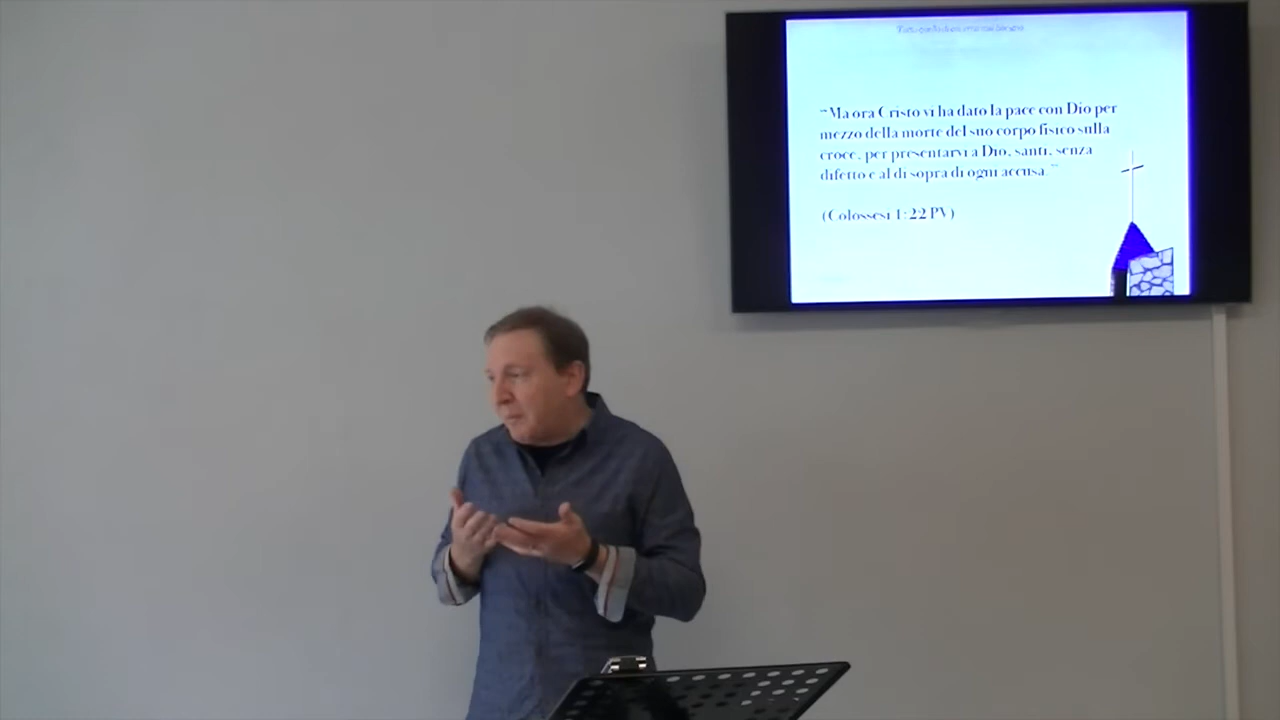 “Ma ora Cristo vi ha dato la pace con Dio per
mezzo della morte del suo corpo fisico sulla
croce, per presentarvi a Dio, santi, senza
difetto e al di sopra di ogni accusa.”
(Colossesi 1:22 PV)